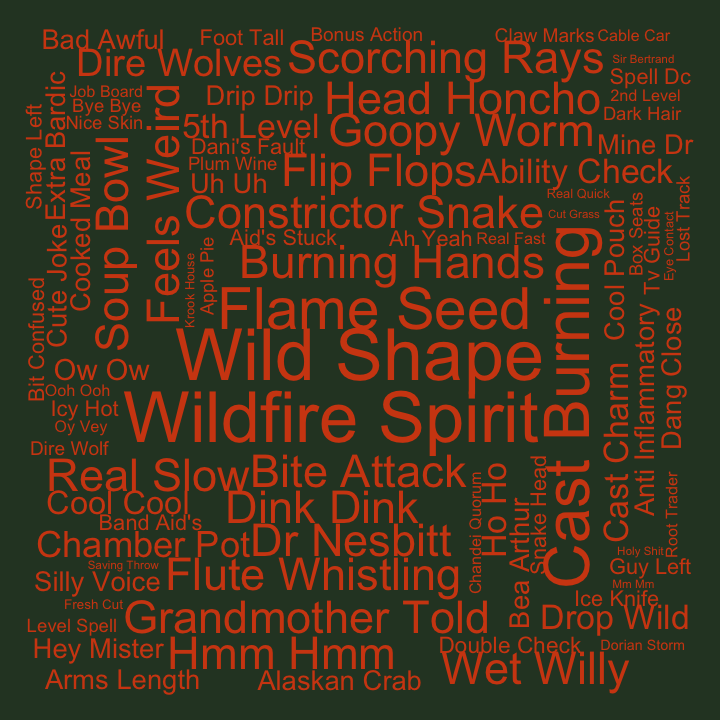 Bad Awful
Foot Tall
Bonus Action
Claw Marks
Cable Car
Dire Wolves
Scorching Rays
Sir Bertrand
Spell Dc
Job Board
Bye Bye
Nice Skin
Drip Drip
Head Honcho
2nd Level
Dark Hair
Shape Left
Extra Bardic
Feels Weird
5th Level
Goopy Worm
Mine Dr
Dani's Fault
Plum Wine
Uh Uh
Flip Flops
Ability Check
Cooked Meal
Soup Bowl
Constrictor Snake
Real Quick
Cut Grass
Cute Joke
Aid's Stuck
Ah Yeah
Real Fast
Cool Pouch
Box Seats
Tv Guide
Eye Contact
Lost Track
Krook House
Apple Pie
Burning Hands
Flame Seed
Cast Burning
Bit Confused
Wild Shape
Ow Ow
Ooh Ooh
Icy Hot
Oy Vey
Wildfire Spirit
Cast Charm
Anti Inflammatory
Dang Close
Dire Wolf
Real Slow
Bite Attack
Cool Cool
Dink Dink
Band Aid's
Chandei Quorum
Ho Ho
Bea Arthur
Snake Head
Root Trader
Chamber Pot
Dr Nesbitt
Holy Shit
Saving Throw
Silly Voice
Flute Whistling
Guy Left
Mm Mm
Ice Knife
Fresh Cut
Level Spell
Grandmother Told
Drop Wild
Hey Mister
Hmm Hmm
Double Check
Dorian Storm
Wet Willy
Arms Length
Alaskan Crab